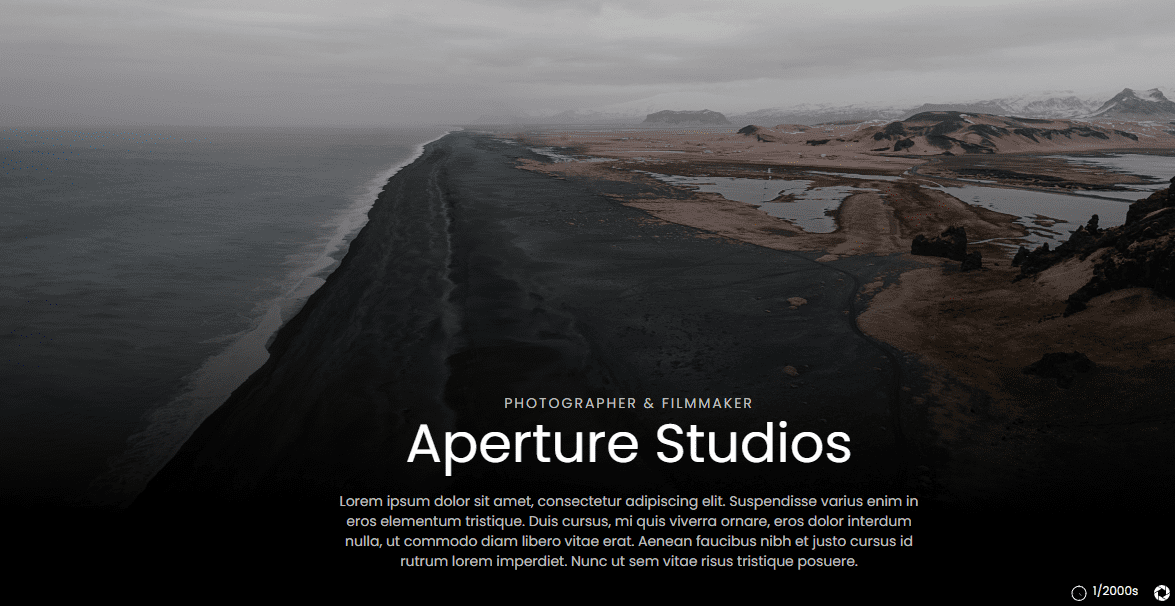 PHOTOGRAPHER & FILMMAKER
Aperture Studios
Lorem ipsum dolor sit amet, consectetur adipiscing elit. Suspendisse varius enim in
eros elementum tristique. Duis cursus, mi quis viverra ornare, eros dolor interdum
nulla, ut commodo diam libero vitae erat. Aenean faucibus nibh et justo cursus id
rutrum lorem imperdiet. Nunc ut sem vitae risus tristique posuere.
1/2000s